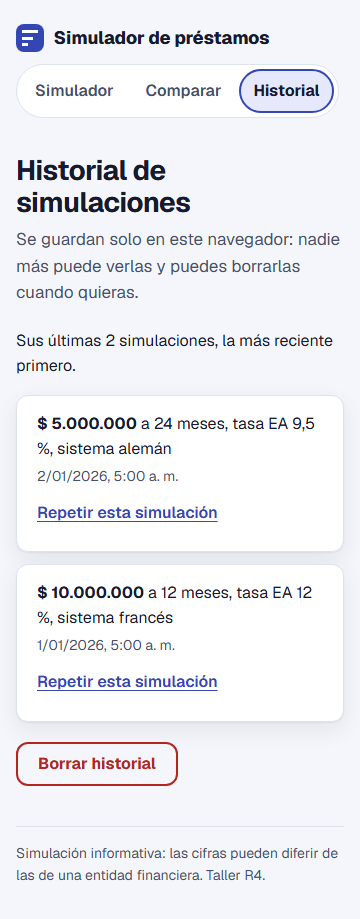 Simulador de préstamos
Simulador Comparar Historial
Historial de
simulaciones
Se guardan solo en este navegador: nadie
más puede verlas y puedes borrarlas
cuando quieras.
Sus últimas 2 simulaciones, la más reciente
primero.
$ 5.000.000 a 24 meses, tasa EA 9,5
%, sistema alemán
2/01/2026, 5:00 a. m.
Repetir esta simulación
$ 10.000.000 a 12 meses, tasa EA 12
%, sistema francés
1/01/2026, 5:00 a. m.
Repetir esta simulación
Borrar historial
Simulación informativa: las cifras pueden diferir de
las de una entidad financiera. Taller R4.